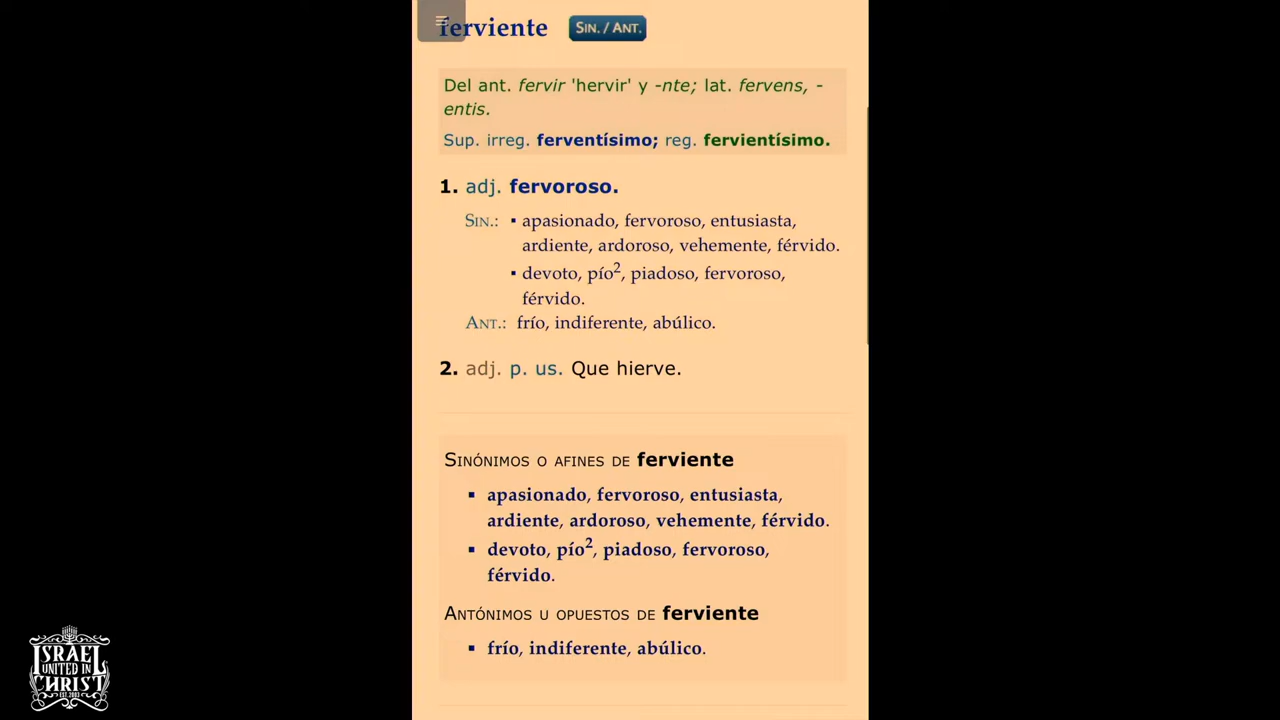 ferviente SIN. / ANT.
Del ant. fervir 'hervir' y -nte; lat. fervens, -
entis.
Sup. irreg. ferventísimo; reg. fervientísimo.
1. adj. fervoroso.
SIN.: ▪ apasionado, fervoroso, entusiasta,
ardiente, ardoroso, vehemente, férvido.
▪ devoto, pío², piadoso, fervoroso,
férvido.
ANT.: frío, indiferente, abúlico.
2. adj. p. us. Que hierve.
SINÓNIMOS O AFINES DE ferviente
▪ apasionado, fervoroso, entusiasta,
ardiente, ardoroso, vehemente, férvido.
▪ devoto, pío², piadoso, fervoroso,
férvido.
ANTÓNIMOS U OPUESTOS DE ferviente
▪ frío, indiferente, abúlico.
ISRAEL
UNITED IN
CHRIST
EST. 2003